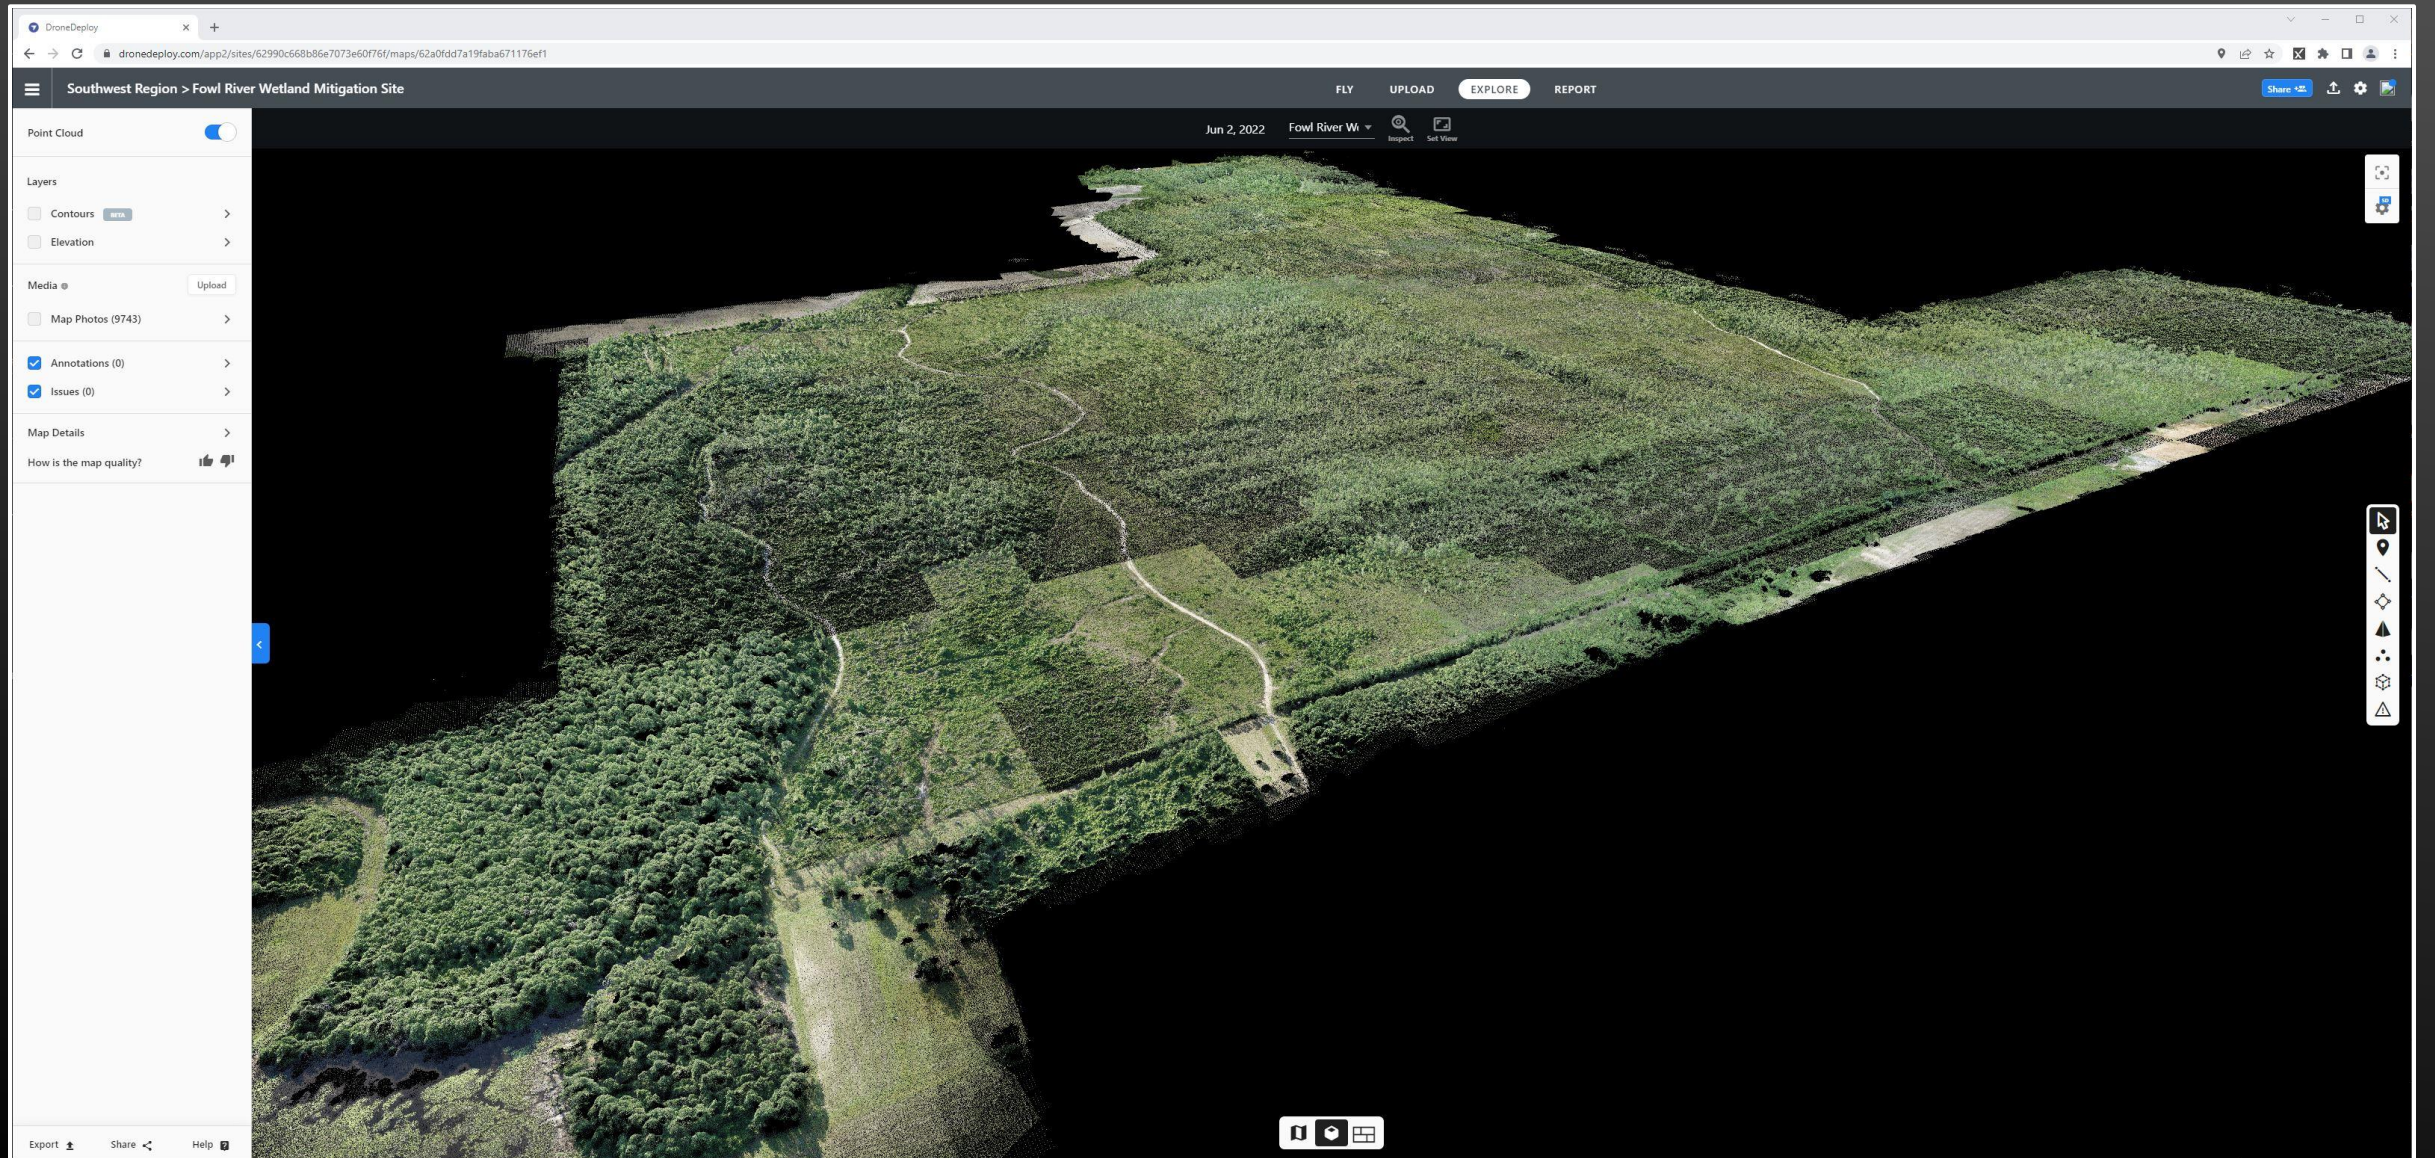 DroneDeploy
dronedeploy.com/app2/sites/62990c668b86e7073e60f76f/maps/62a0fdd7a19faba671176ef1
Southwest Region > Fowl River Wetland Mitigation Site
FLY UPLOAD EXPLORE REPORT
Share
Point Cloud
Jun 2, 2022 Fowl River W
Inspect Set View
Layers
Contours BETA
Elevation
3D
Media
Upload
Map Photos (9743)
Annotations (0)
Issues (0)
Map Details
How is the map quality?
Export Share Help